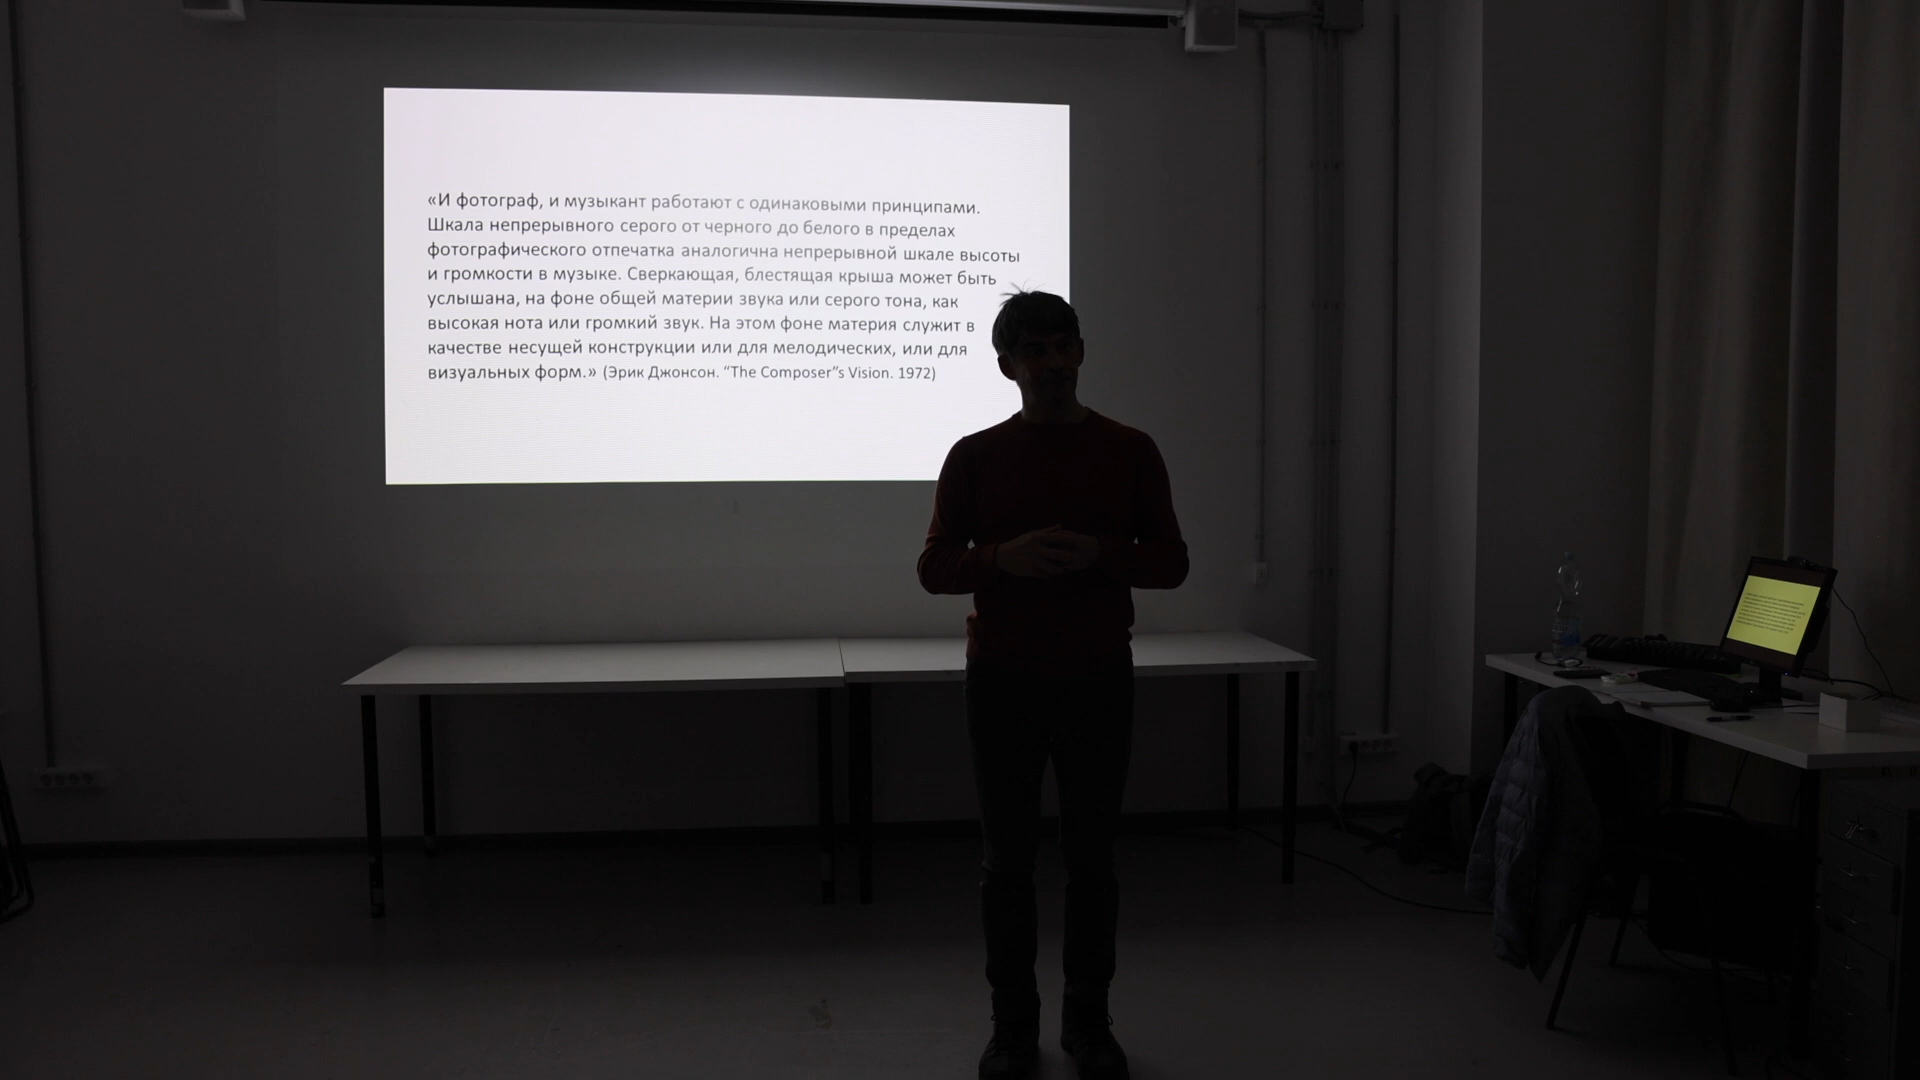 «И фотограф, и музыкант работают с одинаковыми принципами.
Шкала непрерывного серого от черного до белого в пределах
фотографического отпечатка аналогична непрерывной шкале высоты
и громкости в музыке. Сверкающая, блестящая крыша может быть
услышана, на фоне общей материи звука или серого тона, как
высокая нота или громкий звук. На этом фоне материя служит в
качестве несущей конструкции или для мелодических, или для
визуальных форм.» (Эрик Джонсон. “The Composer”s Vision. 1972)